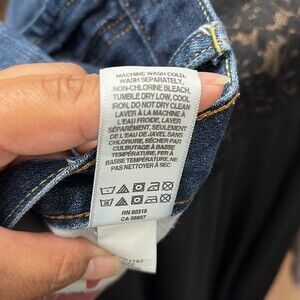 MACHINE WASH COLD,
WASH SEPARATELY,
NON-CHLORINE BLEACH,
TUMBLE DRY LOW, COOL
IRON, DO NOT DRY CLEAN
LAVER À LA MACHINE À
L'EAU FROIDE, LAVER
SÉPARÉMENT, SEULEMENT
DE L'EAU DE JAVEL SANS
CHLORURE, SÉCHER PAR
CULBUTAGE À BASSE
TEMPÉRATURE, FER À
BASSE TEMPÉRATURE, NE
PAS NETTOYER À SEC
RN 80318
CA 56807